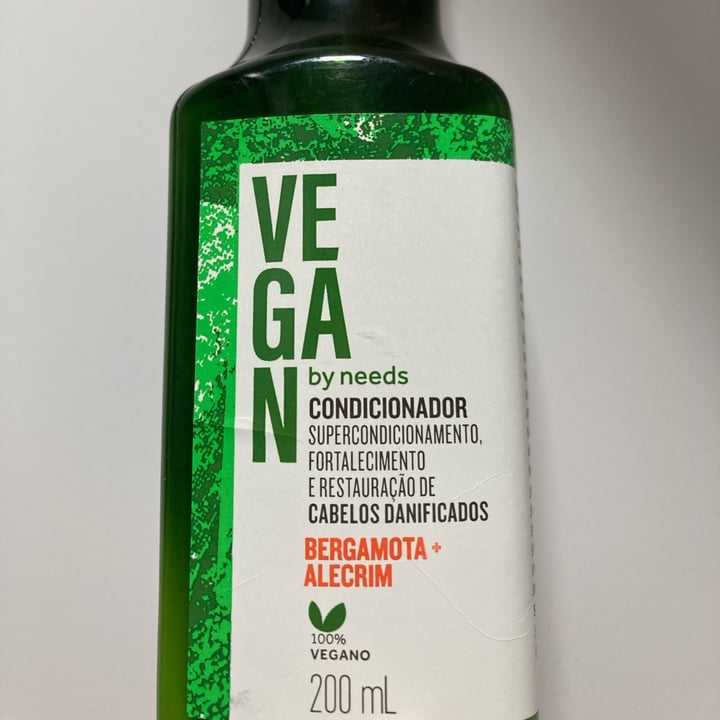 VE
GA
N
by needs
CONDICIONADOR
SUPERCONDICIONAMENTO,
FORTALECIMENTO
E RESTAURAÇÃO DE
CABELOS DANIFICADOS
BERGAMOTA +
ALECRIM
100%
VEGANO
200 mL